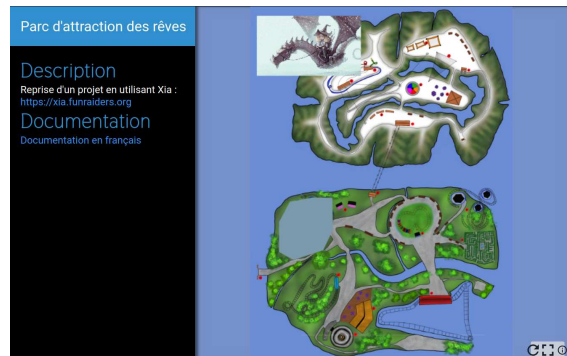 Parc d'attraction des rêves
Description
Reprise d'un projet en utilisant Xia :
https://xia.funraiders.org
Documentation
Documentation en français